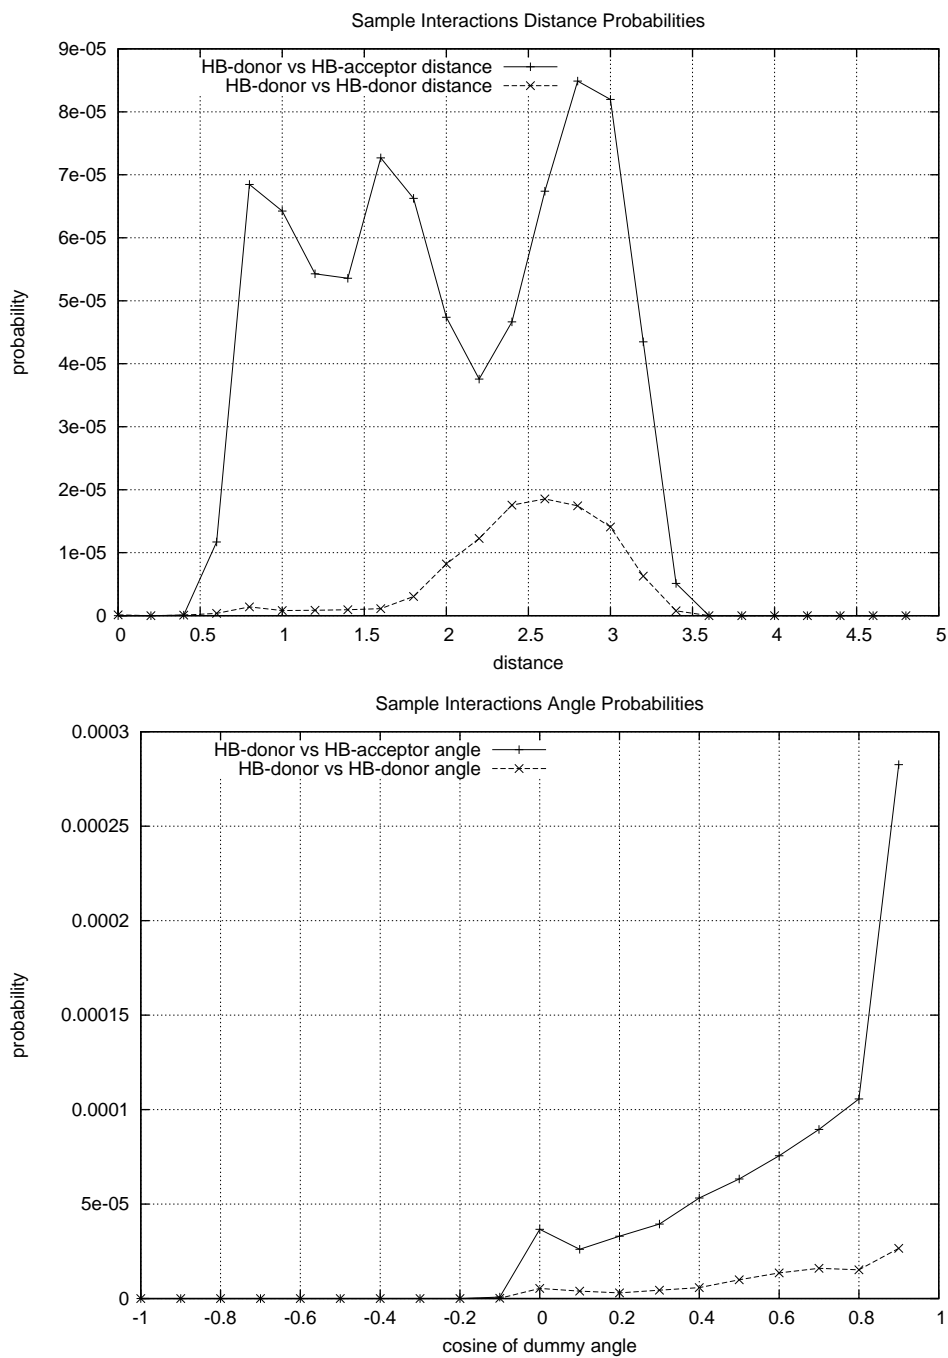 Sample Interactions Distance Probabilities
9e-05
8e-05
7e-05
6e-05
5e-05
4e-05
3e-05
2e-05
1e-05
0
probability
HB-donor vs HB-acceptor distance
HB-donor vs HB-donor distance
0 0.5 1 1.5 2 2.5 3 3.5 4 4.5 5
distance
Sample Interactions Angle Probabilities
0.0003
0.00025
0.0002
0.00015
0.0001
5e-05
0
probability
HB-donor vs HB-acceptor angle
HB-donor vs HB-donor angle
-1 -0.8 -0.6 -0.4 -0.2 0 0.2 0.4 0.6 0.8 1
cosine of dummy angle